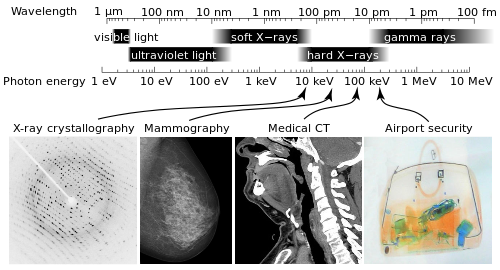 Wavelength 1 μm 100 nm 10 nm 1 nm 100 pm 10 pm 1 pm 100 fm
visible light soft X−rays gamma rays
ultraviolet light hard X−rays
Photon energy 1 eV 10 eV 100 eV 1 keV 10 keV 100 keV 1 MeV 10 MeV
X-ray crystallography Mammography Medical CT Airport security